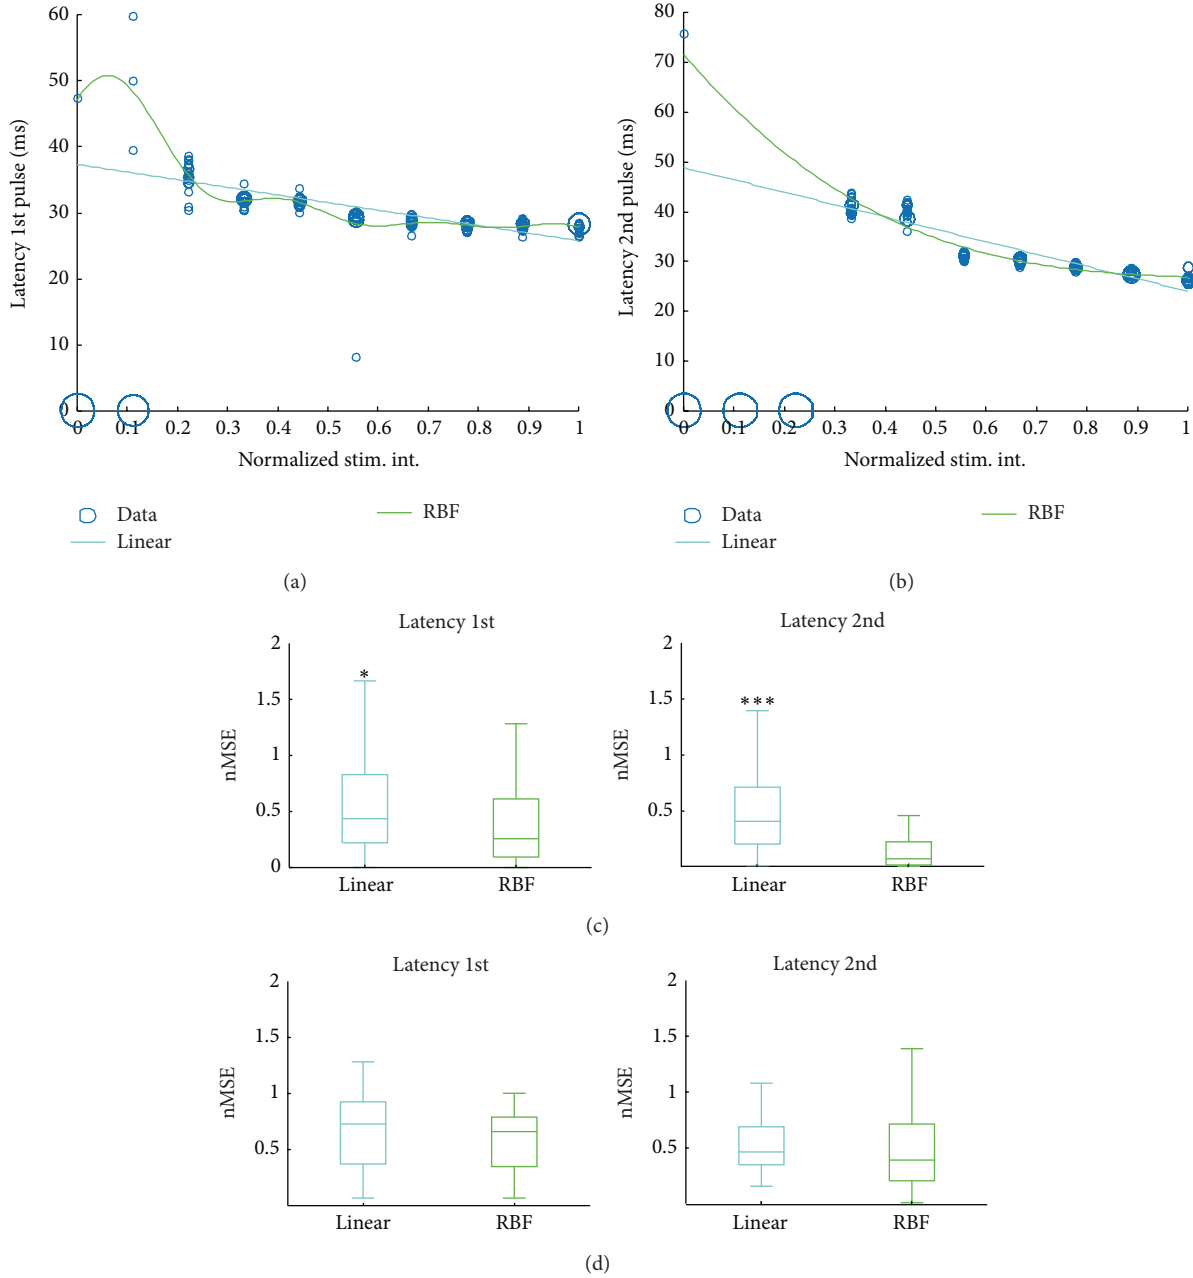 60
50
40
30
20
10
0
Latency 1st pulse (ms)
0 0.1 0.2 0.3 0.4 0.5 0.6 0.7 0.8 0.9 1
Normalized stim. int.
Data
Linear
RBF
(a)
80
70
60
50
40
30
20
10
0
Latency 2nd pulse (ms)
0 0.1 0.2 0.3 0.4 0.5 0.6 0.7 0.8 0.9 1
Normalized stim. int.
Data
Linear
RBF
(b)
Latency 1st
2
1.5
1
0.5
0
nMSE
*
Linear RBF
Latency 2nd
2
1.5
1
0.5
nMSE
***
Linear RBF
(c)
Latency 1st
2
1.5
1
0.5
nMSE
Linear RBF
Latency 2nd
2
1.5
1
0.5
nMSE
Linear RBF
(d)